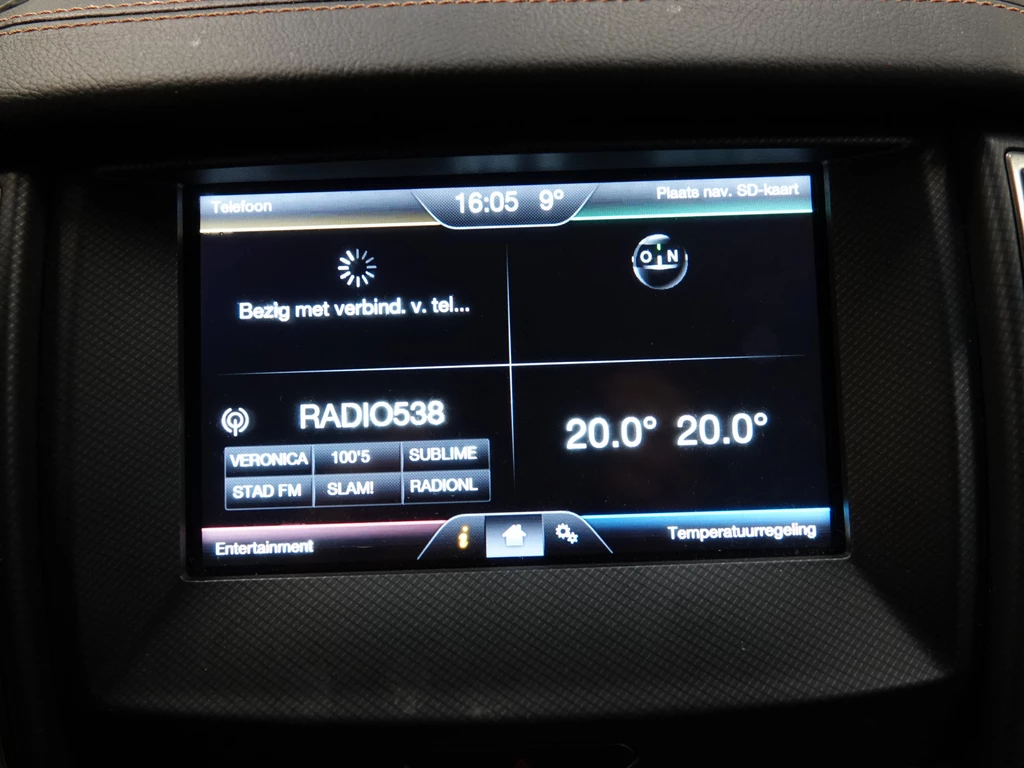 Telefoon
16:05 9°
Plaats nav. SD-kaart
Bezig met verbind. v. tel...
O N
RADIO538
20.0° 20.0°
VERONICA 100'5 SUBLIME
STAD FM SLAM! RADIONL
Entertainment
i
Temperatuurregeling